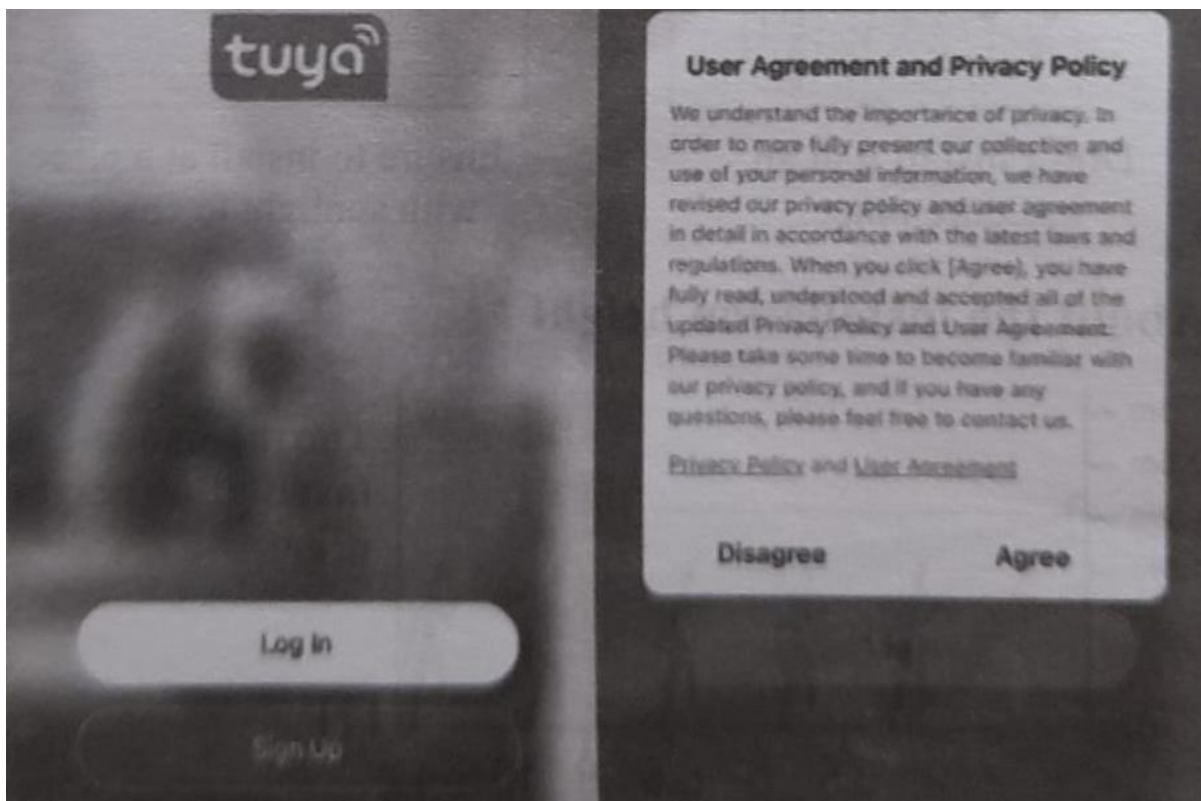 tuya
Log In
Sign Up
User Agreement and Privacy Policy
We understand the importance of privacy. In
order to more fully present our collection and
use of your personal information, we have
revised our privacy policy and user agreement
in detail in accordance with the latest laws and
regulations. When you click [Agree], you have
fully read, understood and accepted all of the
updated Privacy Policy and User Agreement.
Please take some time to become familiar with
our privacy policy, and if you have any
questions, please feel free to contact us.
Privacy Policy and User Agreement
Disagree Agree